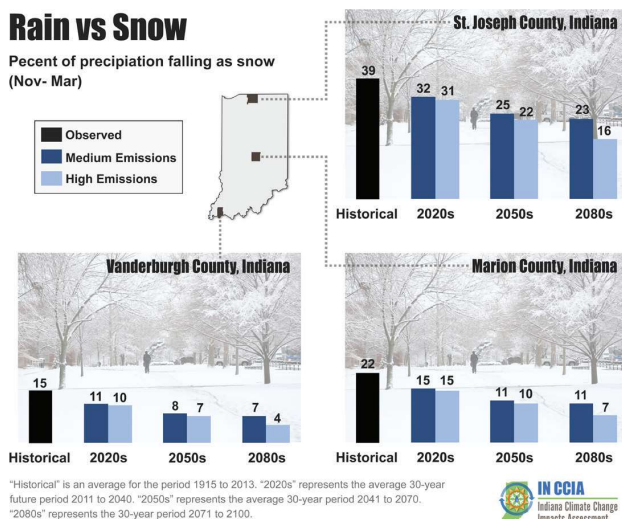 Rain vs Snow
Pecent of precipiation falling as snow
(Nov- Mar)
Observed
Medium Emissions
High Emissions
St. Joseph County, Indiana
39
32
31
25
22
23
16
Historical
2020s
2050s
2080s
Vanderburgh County, Indiana
15
11
10
8
7
7
4
Historical
2020s
2050s
2080s
Marion County, Indiana
22
15
15
11
10
11
7
Historical
2020s
2050s
2080s
"Historical" is an average for the period 1915 to 2013. "2020s" represents the average 30-year
future period 2011 to 2040. "2050s" represents the average 30-year period 2041 to 2070.
"2080s" represents the 30-year period 2071 to 2100.
IN CCIA
Indiana Climate Change
Impacts Assessment